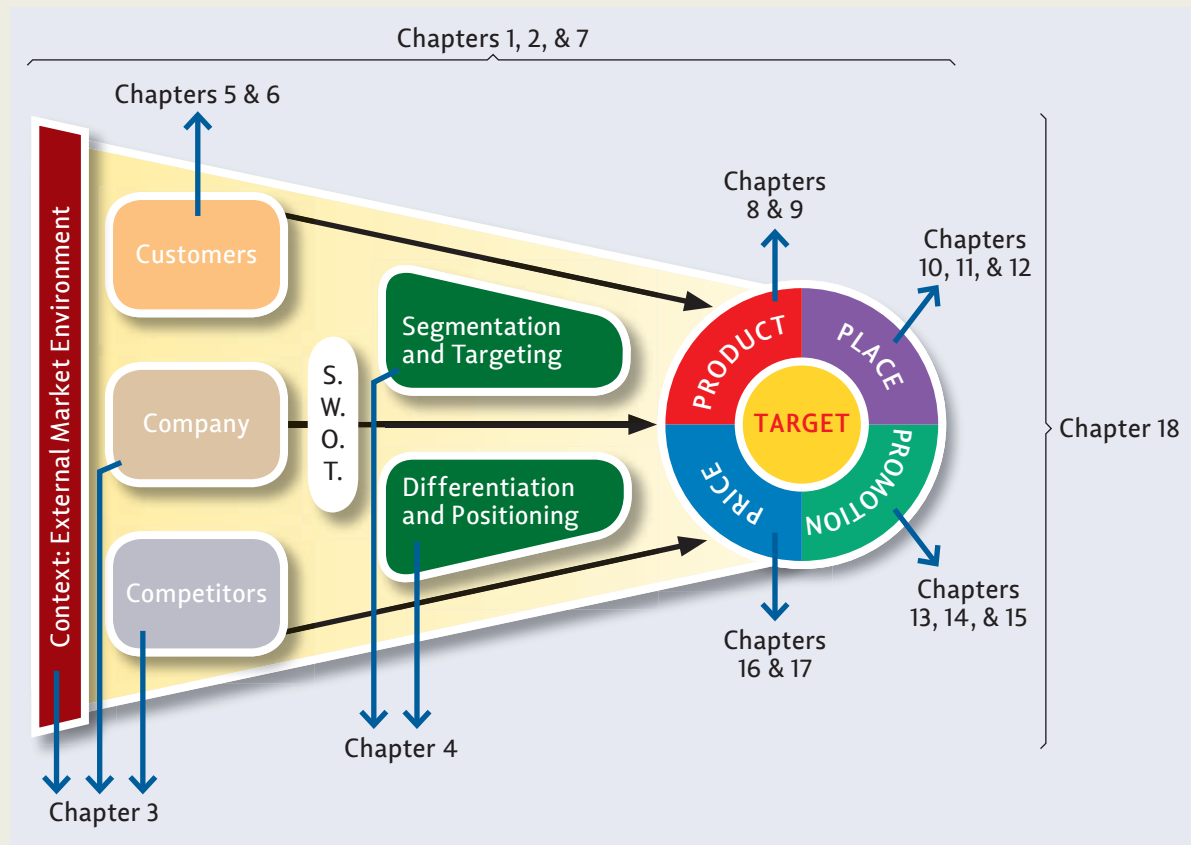 Chapters 1, 2, & 7
Chapters 5 & 6
Context: External Market Environment
Customers
Company
Competitors
S.
W.
O.
T.
Segmentation
and Targeting
Differentiation
and Positioning
Chapters
8 & 9
Chapters
10, 11, & 12
PRODUCT
PLACE
TARGET
PRICE
PROMOTION
Chapter 18
Chapters
13, 14, & 15
Chapters
16 & 17
Chapter 4
Chapter 3